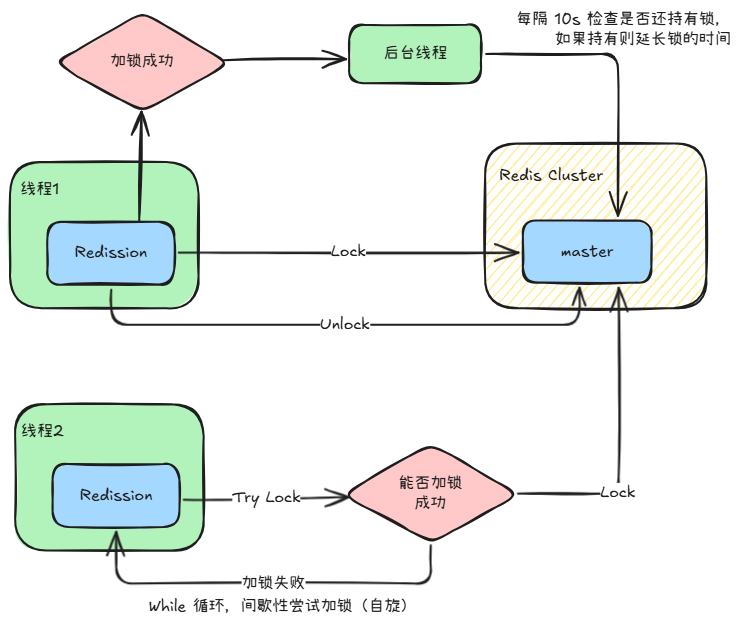 每隔 10s 检查是否还持有锁，
如果持有则延长锁的时间
加锁成功
后台线程
线程1
Redis Cluster
Redission
Lock
master
Unlock
线程2
能否加锁
成功
Redission
Try Lock
Lock
加锁失败
While 循环，间歇性尝试加锁（自旋）